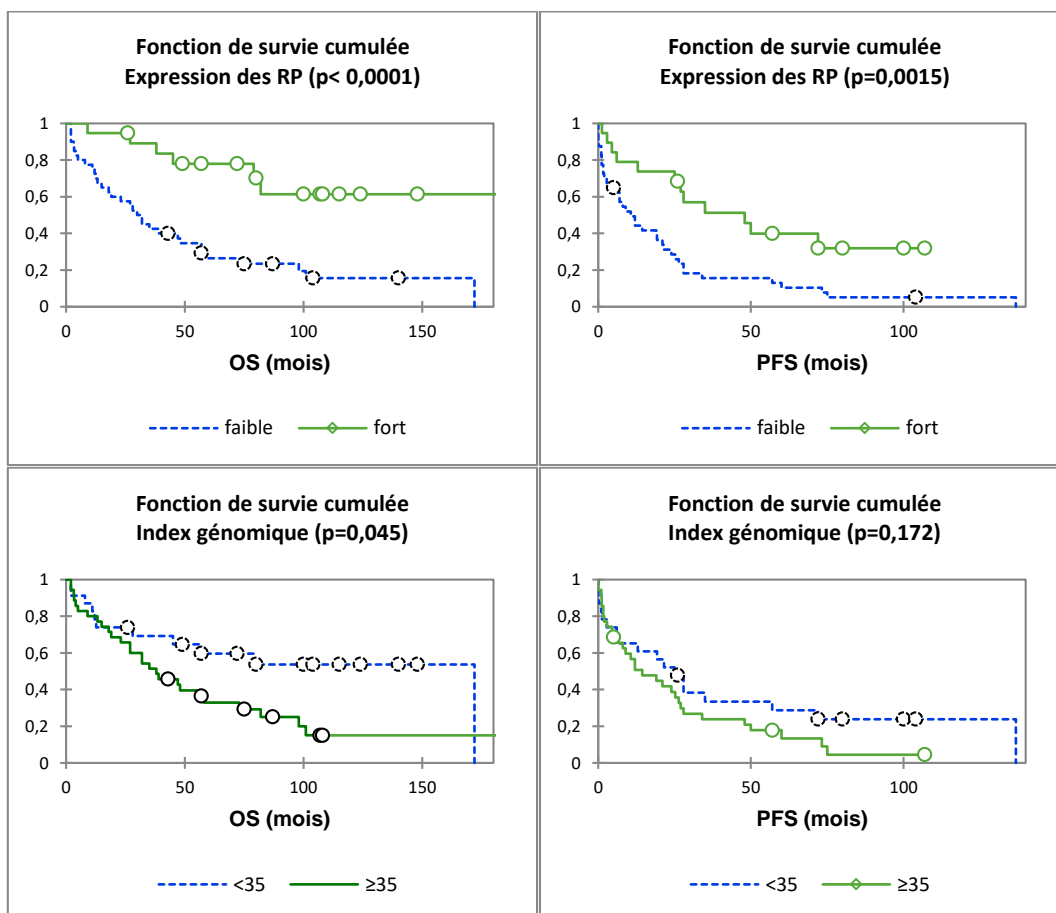 Fonction de survie cumulée
Expression des RP (p< 0,0001)
1
0,8
0,6
0,4
0,2
0
0 50 100 150
OS (mois)
faible fort
Fonction de survie cumulée
Expression des RP (p=0,0015)
1
0,8
0,6
0,4
0,2
0
0 50 100
PFS (mois)
faible fort
Fonction de survie cumulée
Index génomique (p=0,045)
1
0,8
0,6
0,4
0,2
0
0 50 100 150
OS (mois)
<35 ≥35
Fonction de survie cumulée
Index génomique (p=0,172)
1
0,8
0,6
0,4
0,2
0
0 50 100
PFS (mois)
<35 ≥35